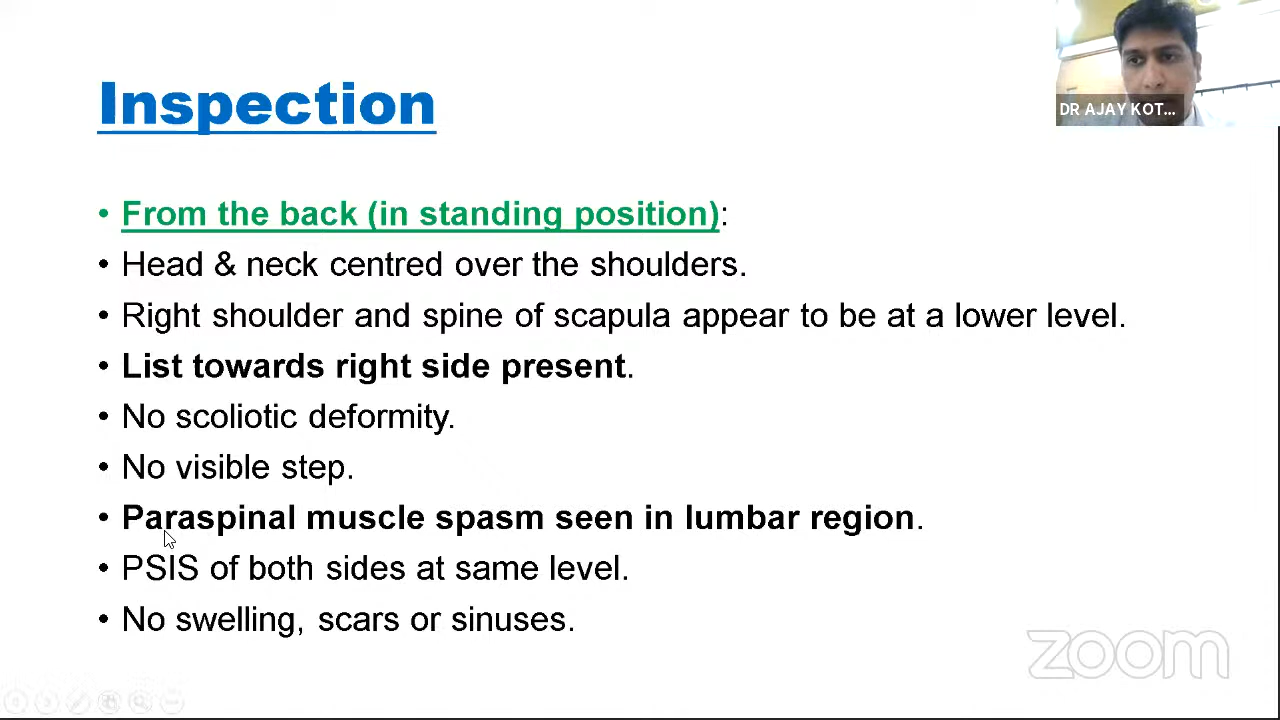 DR AJAY KOT...
Inspection
• From the back (in standing position):
• Head & neck centred over the shoulders.
• Right shoulder and spine of scapula appear to be at a lower level.
• List towards right side present.
• No scoliotic deformity.
• No visible step.
• Paraspinal muscle spasm seen in lumbar region.
• PSIS of both sides at same level.
• No swelling, scars or sinuses.
zoom